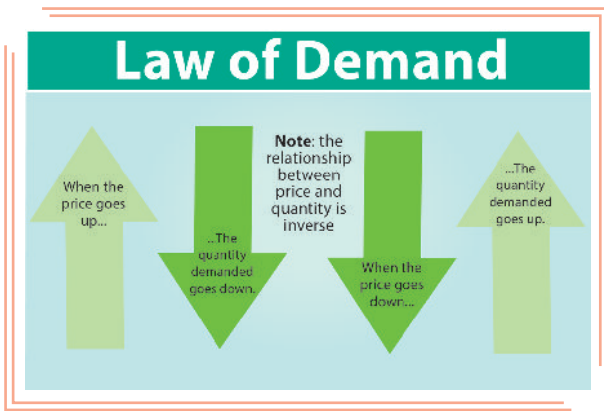 Law of Demand
When the
price goes
up...
...The
quantity
demanded
goes down.
Note: the
relationship
between
price and
quantity is
inverse
When the
price goes
down...
...The
quantity
demanded
goes up.